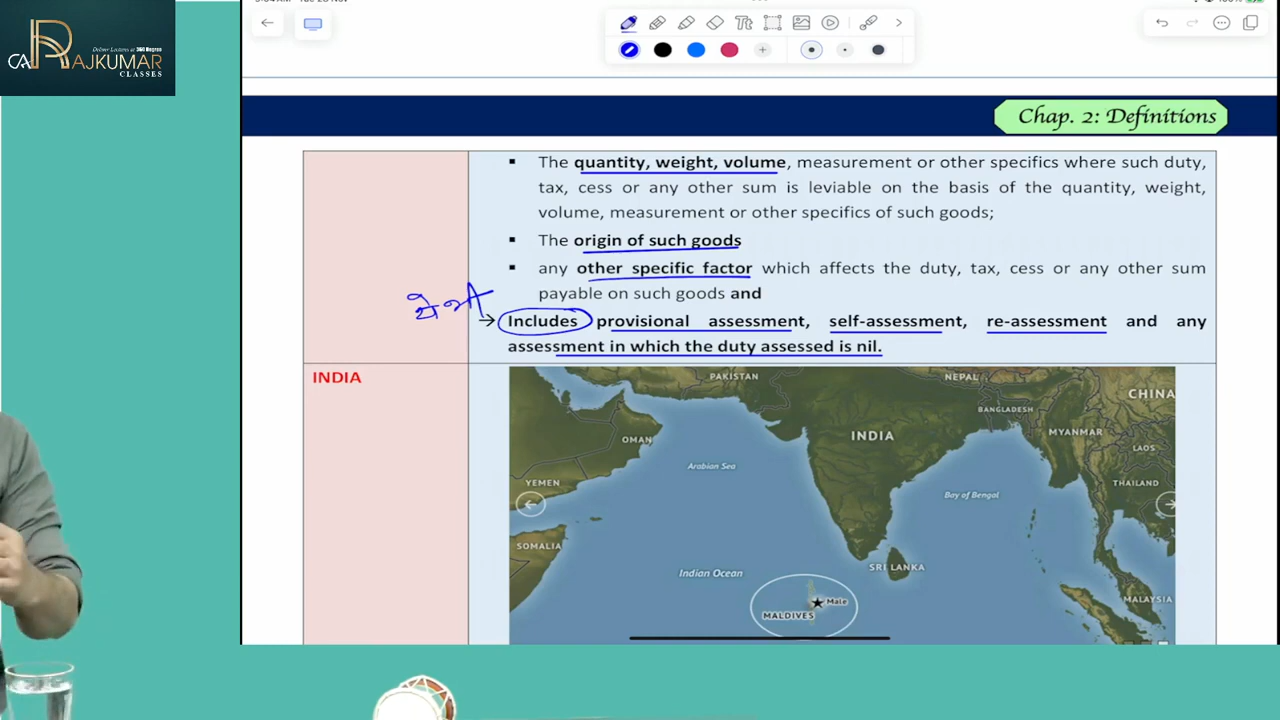 Deliver Lectures at 360 Degree
CA RAJKUMAR
CLASSES
Chap. 2: Definitions
▪ The quantity, weight, volume, measurement or other specifics where such duty,
tax, cess or any other sum is leviable on the basis of the quantity, weight,
volume, measurement or other specifics of such goods;
▪ The origin of such goods
▪ any other specific factor which affects the duty, tax, cess or any other sum
payable on such goods and
→ Includes provisional assessment, self-assessment, re-assessment and any
assessment in which the duty assessed is nil.
INDIA
PAKISTAN
NEPAL
CHINA
BANGLADESH
OMAN
INDIA
MYANMAR
LAOS
Arabian Sea
YEMEN
Bay of Bengal
THAILAND
SOMALIA
SRI LANKA
Indian Ocean
MALDIVES
Male
MALAYSIA